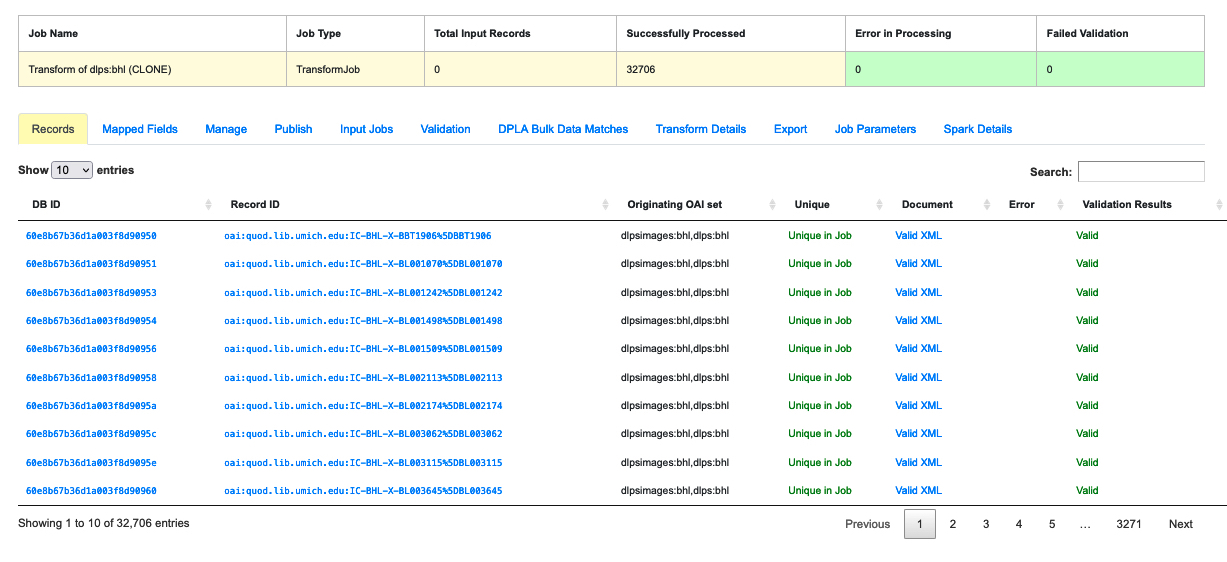 Job Name Job Type Total Input Records Successfully Processed Error in Processing Failed Validation
Transform of dlps:bhl (CLONE) TransformJob 0 32706 0 0
Records Mapped Fields Manage Publish Input Jobs Validation DPLA Bulk Data Matches Transform Details Export Job Parameters Spark Details
Show 10 entries Search:
DB ID Record ID Originating OAI set Unique Document Error Validation Results
60e8b67b36d1a003f8d90950 oai:quod.lib.umich.edu:IC-BHL-X-BBT1906%5DBBT1906 dlpsimages:bhl,dlps:bhl Unique in Job Valid XML Valid
60e8b67b36d1a003f8d90951 oai:quod.lib.umich.edu:IC-BHL-X-BL001070%5DBL001070 dlpsimages:bhl,dlps:bhl Unique in Job Valid XML Valid
60e8b67b36d1a003f8d90953 oai:quod.lib.umich.edu:IC-BHL-X-BL001242%5DBL001242 dlpsimages:bhl,dlps:bhl Unique in Job Valid XML Valid
60e8b67b36d1a003f8d90954 oai:quod.lib.umich.edu:IC-BHL-X-BL001498%5DBL001498 dlpsimages:bhl,dlps:bhl Unique in Job Valid XML Valid
60e8b67b36d1a003f8d90956 oai:quod.lib.umich.edu:IC-BHL-X-BL001509%5DBL001509 dlpsimages:bhl,dlps:bhl Unique in Job Valid XML Valid
60e8b67b36d1a003f8d90958 oai:quod.lib.umich.edu:IC-BHL-X-BL002113%5DBL002113 dlpsimages:bhl,dlps:bhl Unique in Job Valid XML Valid
60e8b67b36d1a003f8d9095a oai:quod.lib.umich.edu:IC-BHL-X-BL002174%5DBL002174 dlpsimages:bhl,dlps:bhl Unique in Job Valid XML Valid
60e8b67b36d1a003f8d9095c oai:quod.lib.umich.edu:IC-BHL-X-BL003062%5DBL003062 dlpsimages:bhl,dlps:bhl Unique in Job Valid XML Valid
60e8b67b36d1a003f8d9095e oai:quod.lib.umich.edu:IC-BHL-X-BL003115%5DBL003115 dlpsimages:bhl,dlps:bhl Unique in Job Valid XML Valid
60e8b67b36d1a003f8d90960 oai:quod.lib.umich.edu:IC-BHL-X-BL003645%5DBL003645 dlpsimages:bhl,dlps:bhl Unique in Job Valid XML Valid
Showing 1 to 10 of 32,706 entries Previous 1 2 3 4 5 … 3271 Next